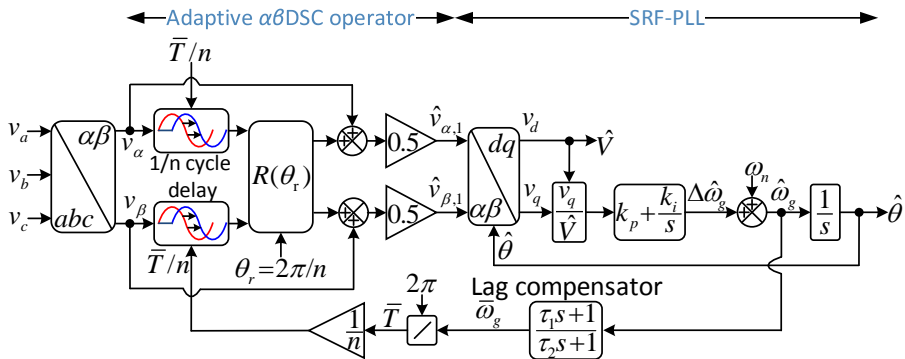 Adaptive αβDSC operator
SRF-PLL
T̅/n
v_a
v_b
v_c
αβ
abc
v_α
v_β
1/n cycle
delay
T̅/n
R(θ_r)
θ_r=2π/n
0.5
0.5
v̂_{α,1}
v̂_{β,1}
dq
αβ
v_d
v_q
V̂
v_q
V̂
k_p + k_i
s
Δω̂_g
ω_n
ω̂_g
1
s
θ̂
θ̂
Lag compensator
τ_1s+1
τ_2s+1
ω̅_g
2π
/
T̅
1
n